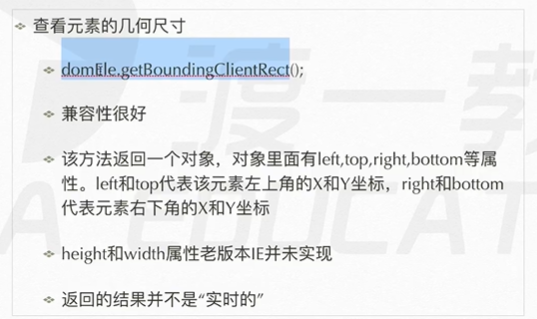 查看元素的几何尺寸
domEle.getBoundingClientRect();
兼容性很好
该方法返回一个对象，对象里面有left,top,right,bottom等属
性。left和top代表该元素左上角的X和Y坐标，right和bottom
代表元素右下角的X和Y坐标
height和width属性老版本IE并未实现
返回的结果并不是“实时的”
渡一教
A EDUCAT